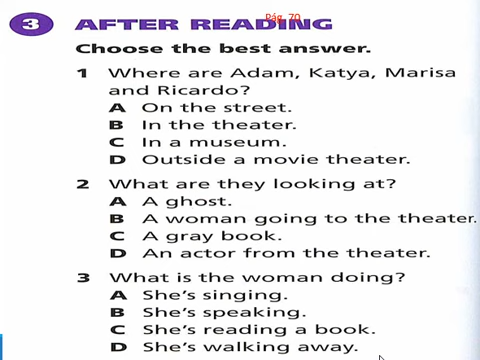 3 AFTER READING
Pág. 70
Choose the best answer.
1 Where are Adam, Katya, Marisa
and Ricardo?
A On the street.
B In the theater.
C In a museum.
D Outside a movie theater.
2 What are they looking at?
A A ghost.
B A woman going to the theater.
C A gray book.
D An actor from the theater.
3 What is the woman doing?
A She's singing.
B She's speaking.
C She's reading a book.
D She's walking away.